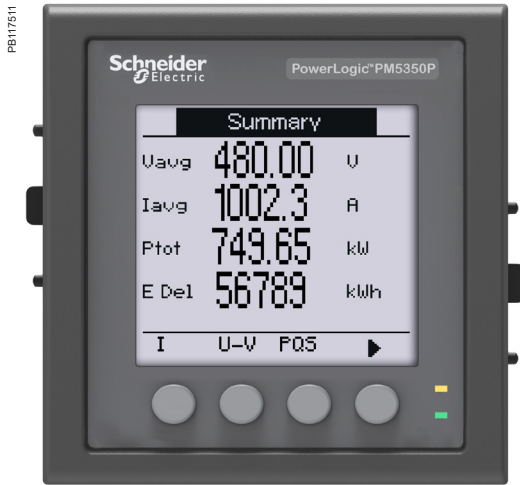 PB117511
Schneider
Electric
PowerLogic™PM5350P
Summary
Vavg 480.00 V
Iavg 1002.3 A
Ptot 749.65 kW
E Del 56789 kWh
I U-V PQS